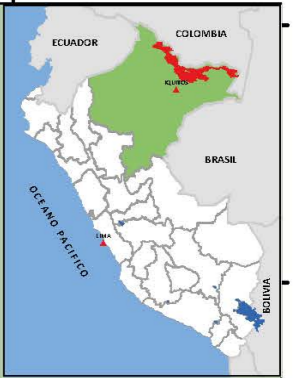 COLOMBIA
ECUADOR
IQUITOS
BRASIL
OCEANO PACIFICO
LIMA
BOLIVIA